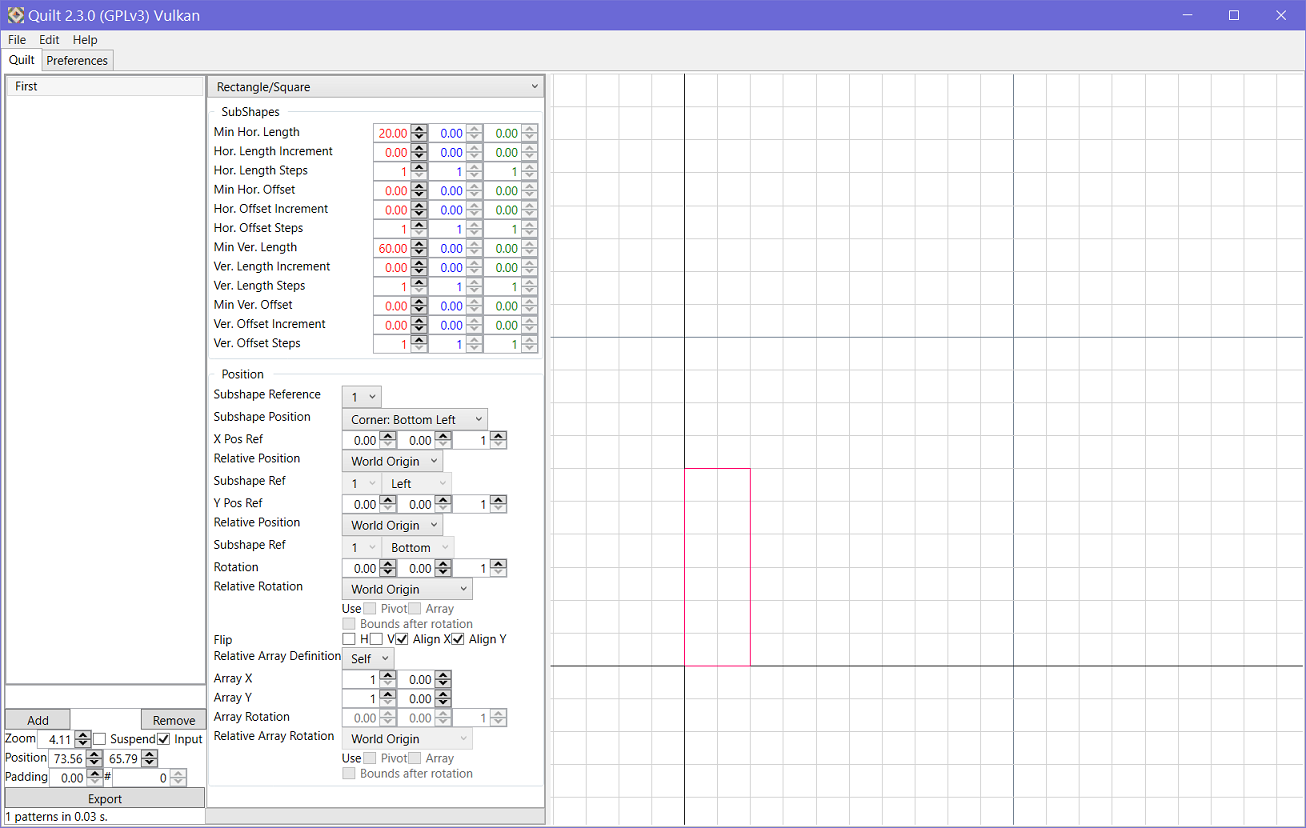 Quilt 2.3.0 (GPLv3) Vulkan
File Edit Help
Quilt Preferences
First
Rectangle/Square
SubShapes
Min Hor. Length 20.00 0.00 0.00
Hor. Length Increment 0.00 0.00 0.00
Hor. Length Steps 1 1 1
Min Hor. Offset 0.00 0.00 0.00
Hor. Offset Increment 0.00 0.00 0.00
Hor. Offset Steps 1 1 1
Min Ver. Length 60.00 0.00 0.00
Ver. Length Increment 0.00 0.00 0.00
Ver. Length Steps 1 1 1
Min Ver. Offset 0.00 0.00 0.00
Ver. Offset Increment 0.00 0.00 0.00
Ver. Offset Steps 1 1 1
Position
Subshape Reference 1
Subshape Position Corner: Bottom Left
X Pos Ref 0.00 0.00 1
Relative Position World Origin
Subshape Ref 1 Left
Y Pos Ref 0.00 0.00 1
Relative Position World Origin
Subshape Ref 1 Bottom
Rotation 0.00 0.00 1
Relative Rotation World Origin
Use Pivot Array
Bounds after rotation
Flip H V Align X Align Y
Relative Array Definition Self
Array X 1 0.00
Array Y 1 0.00
Array Rotation 0.00 0.00 1
Relative Array Rotation World Origin
Use Pivot Array
Bounds after rotation
Add Remove
Zoom 4.11 Suspend Input
Position 73.56 65.79
Padding 0.00 # 0
Export
1 patterns in 0.03 s.